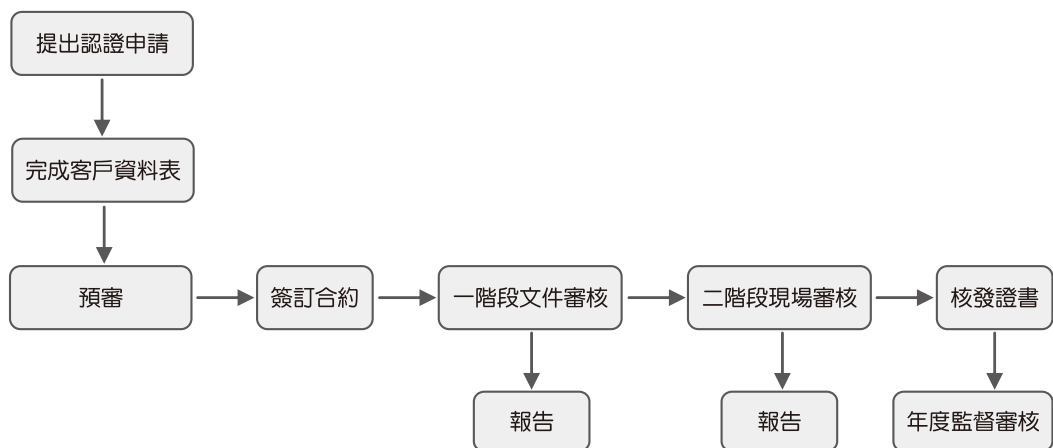 提出認證申請
完成客戶資料表
預審
簽訂合約
一階段文件審核
二階段現場審核
核發證書
報告
報告
年度監督審核